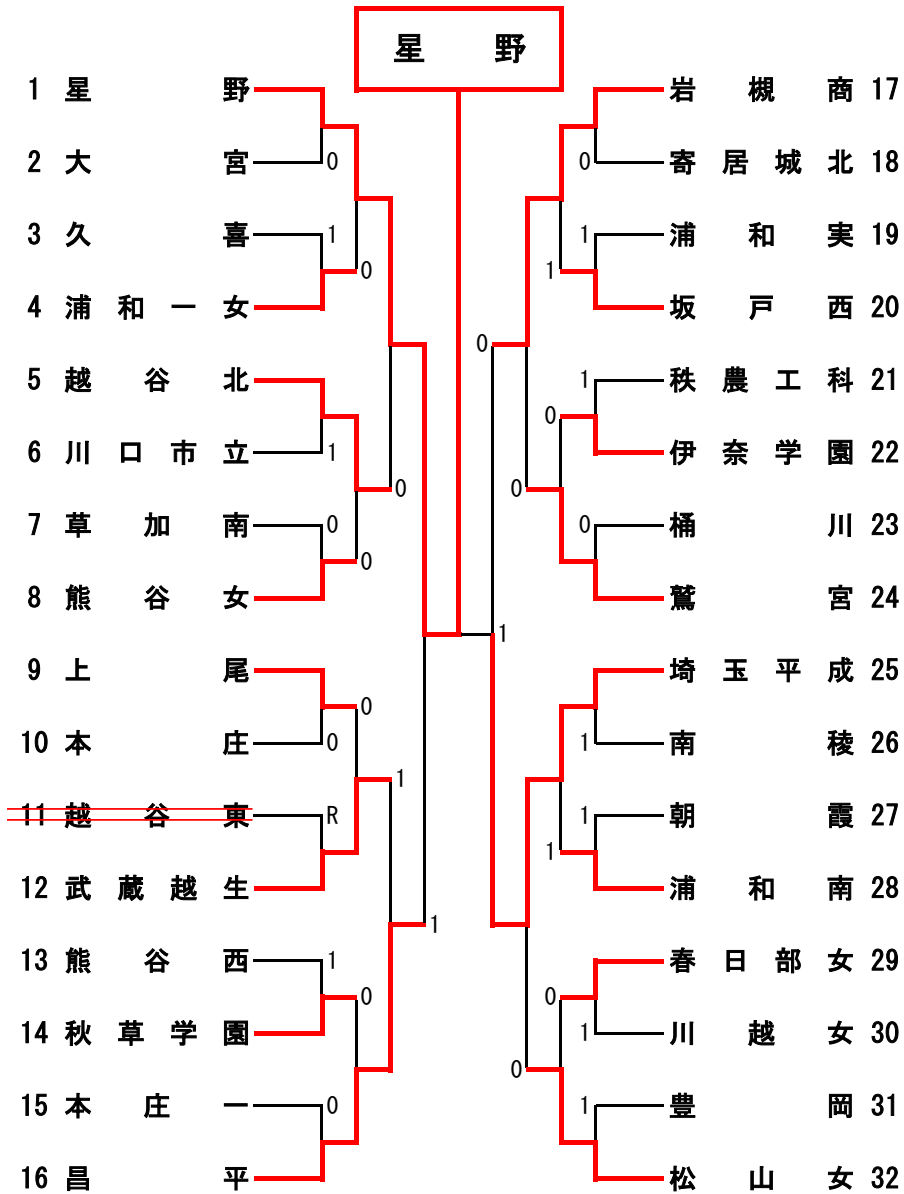 星野
1 星野
2 大宮
0
3 久喜
1
0
4 浦和一女
5 越谷北
6 川口市立
1
0
7 草加南
0
0
8 熊谷女
9 上尾
0
10 本庄
0
1
11 越谷東
R
12 武蔵越生
1
13 熊谷西
1
0
14 秋草学園
15 本庄一
0
16 昌平
岩槻商 17
0
寄居城北 18
1
浦和実 19
1
坂戸西 20
0
1
秩農工科 21
0
伊奈学園 22
0
0
桶川 23
鷲宮 24
1
埼玉平成 25
1
南稜 26
1
朝霞 27
1
浦和南 28
春日部女 29
0
1
川越女 30
0
1
豊岡 31
松山女 32